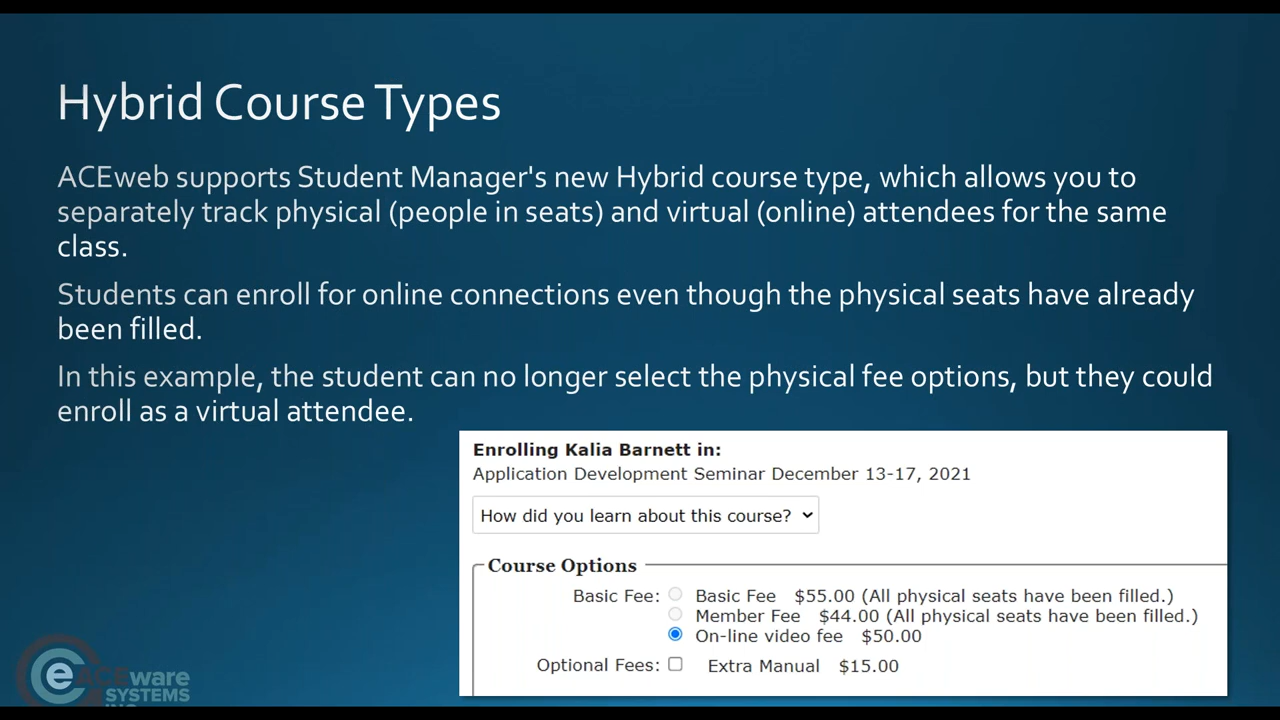 Hybrid Course Types
ACEweb supports Student Manager's new Hybrid course type, which allows you to
separately track physical (people in seats) and virtual (online) attendees for the same
class.
Students can enroll for online connections even though the physical seats have already
been filled.
In this example, the student can no longer select the physical fee options, but they could
enroll as a virtual attendee.
Enrolling Kalia Barnett in:
Application Development Seminar December 13-17, 2021
How did you learn about this course?
Course Options
Basic Fee: Basic Fee $55.00 (All physical seats have been filled.)
Member Fee $44.00 (All physical seats have been filled.)
On-line video fee $50.00
Optional Fees: Extra Manual $15.00
e ACEware
SYSTEMS
INC